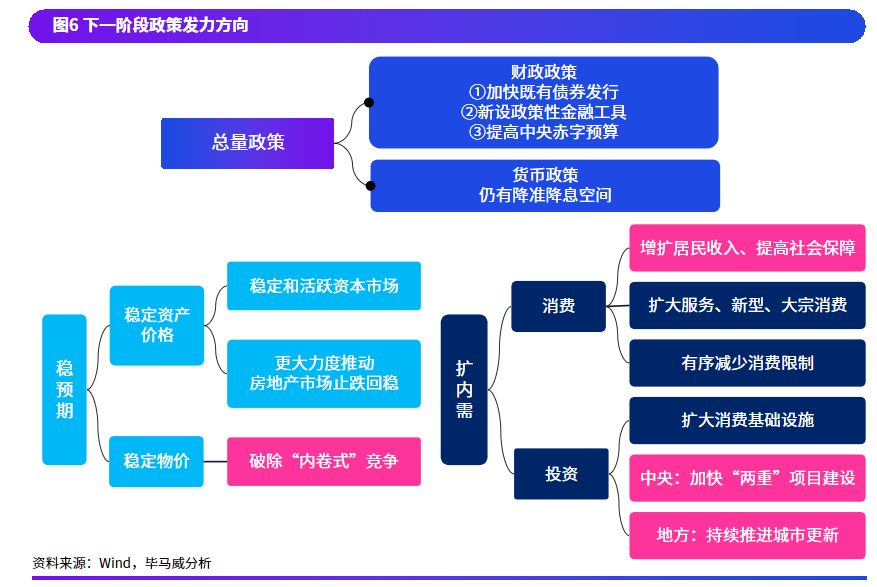 图6 下一阶段政策发力方向
总量政策
财政政策
①加快既有债券发行
②新设政策性金融工具
③提高中央赤字预算
货币政策
仍有降准降息空间
稳
预
期
稳定资产
价格
稳定和活跃资本市场
更大力度推动
房地产市场止跌回稳
稳定物价
破除“内卷式”竞争
扩
内
需
消费
增扩居民收入、提高社会保障
扩大服务、新型、大宗消费
有序减少消费限制
投资
扩大消费基础设施
中央：加快“两重”项目建设
地方：持续推进城市更新
资料来源：Wind，毕马威分析